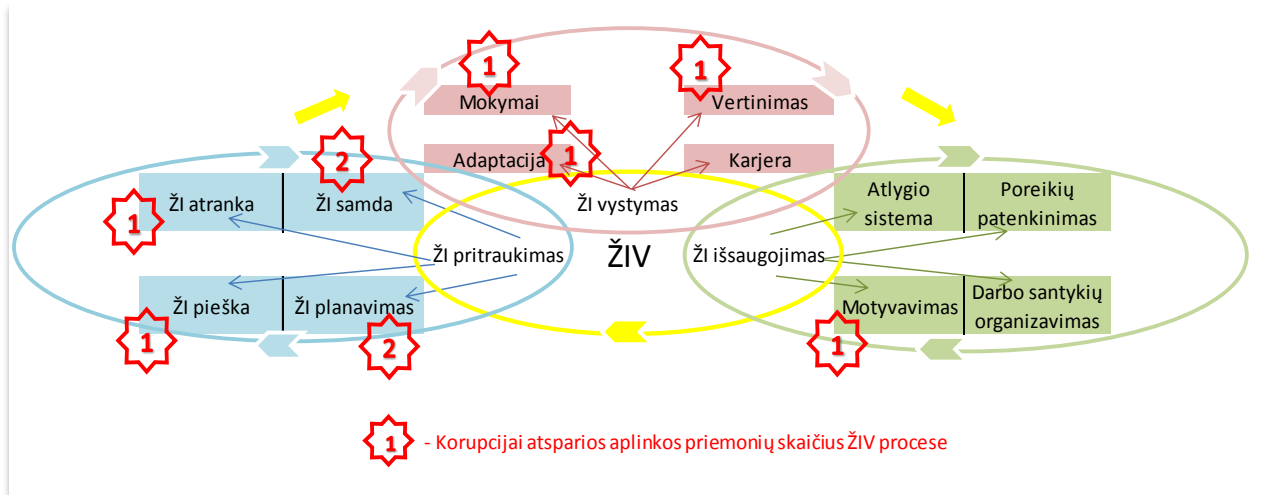 1
1
Mokymai
Vertinimas
2
Adaptacija
1
Karjera
ŽI atranka
ŽI samda
1
ŽI vystymas
Atlygio
sistema
Poreikių
patenkinimas
ŽI pritraukimas
ŽIV
ŽI išsaugojimas
ŽI pieška
ŽI planavimas
1
2
Motyvavimas
Darbo santykių
organizavimas
1
1 - Korupcijai atsparios aplinkos priemonių skaičius ŽIV procese